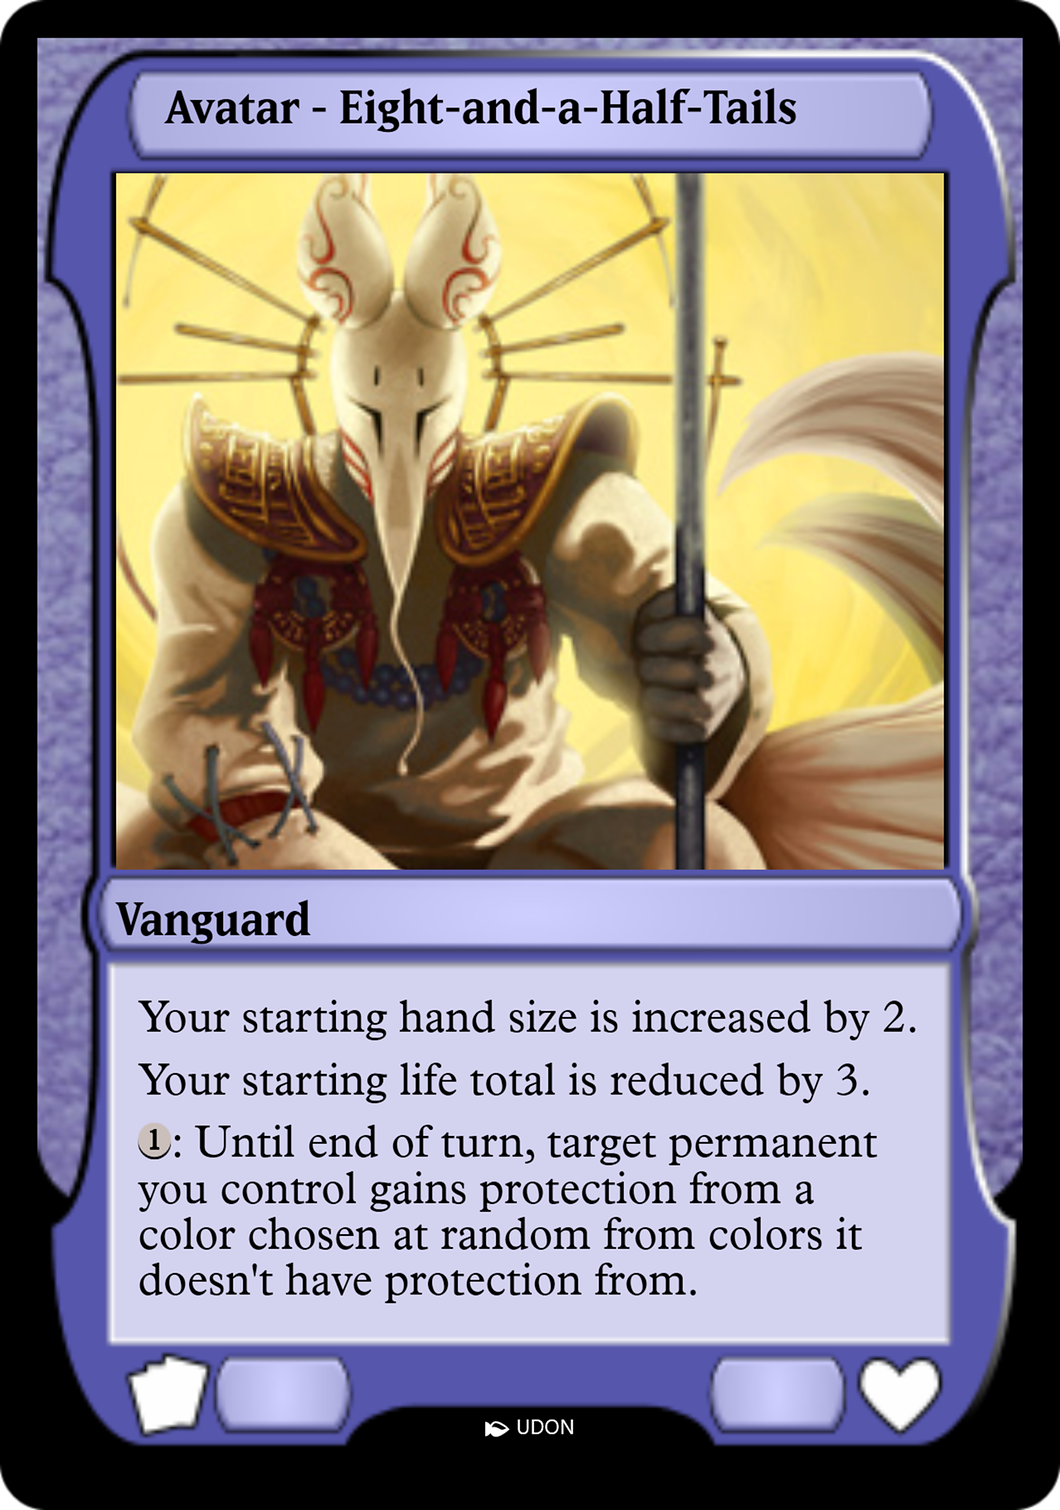 Avatar - Eight-and-a-Half-Tails
Vanguard
Your starting hand size is increased by 2.
Your starting life total is reduced by 3.
1: Until end of turn, target permanent
you control gains protection from a
color chosen at random from colors it
doesn't have protection from.
UDON